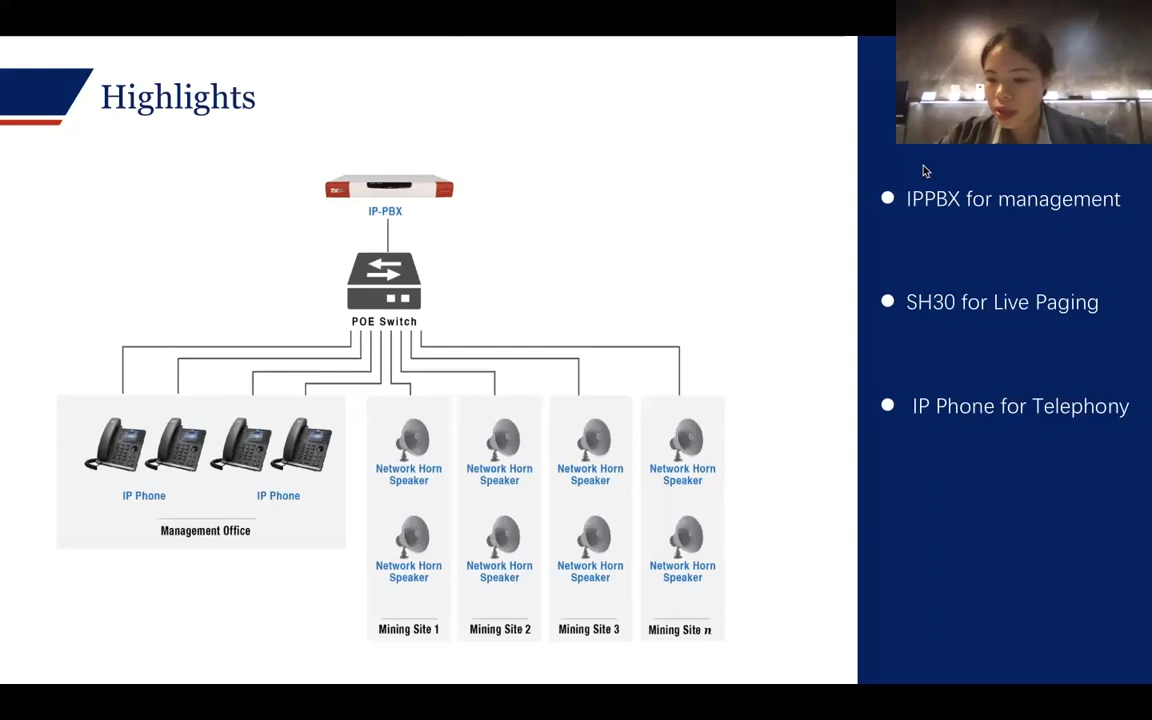 Highlights
IP-PBX
POE Switch
IP Phone
IP Phone
Management Office
Network Horn
Speaker
Network Horn
Speaker
Mining Site 1
Network Horn
Speaker
Network Horn
Speaker
Mining Site 2
Network Horn
Speaker
Network Horn
Speaker
Mining Site 3
Network Horn
Speaker
Network Horn
Speaker
Mining Site n
IPPBX for management
SH30 for Live Paging
IP Phone for Telephony